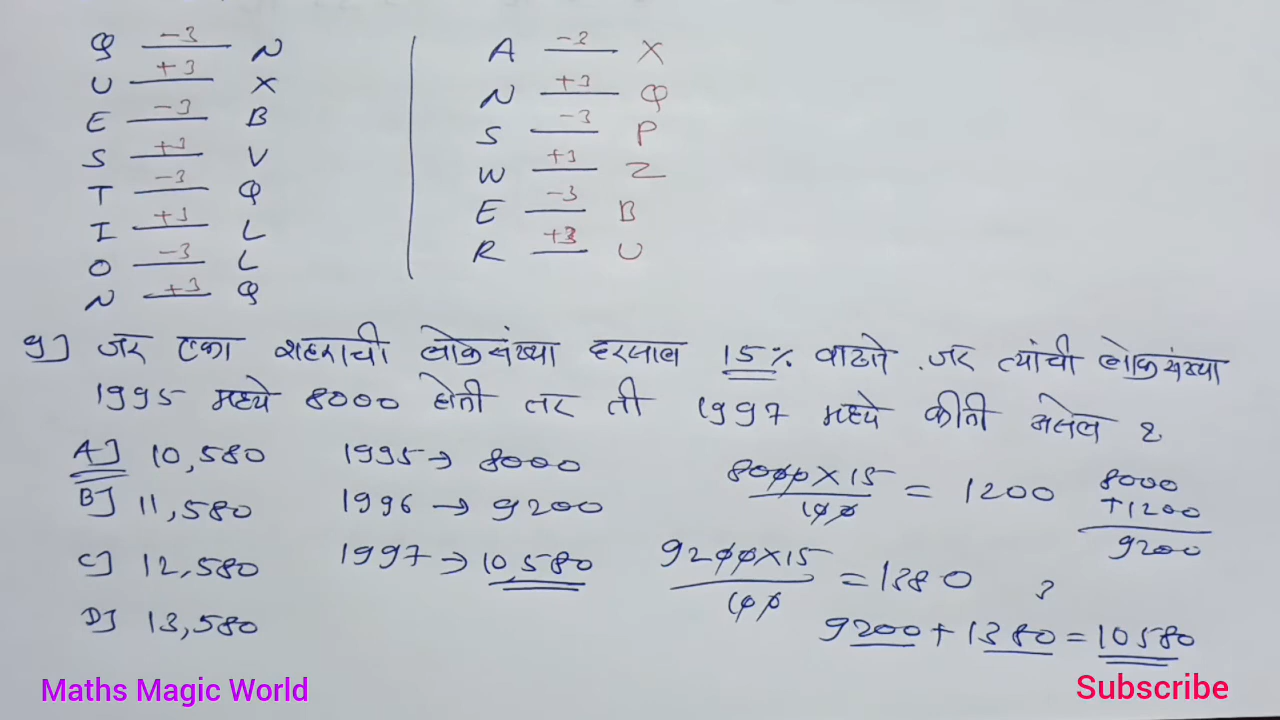 Q -3 N
U +3 X
E -3 B
S +3 V
T -3 Q
I +3 L
O -3 L
N +3 Q
A -3 X
N +3 Q
S -3 P
W +3 Z
E -3 B
R +3 U
9] जर एका शहराची लोकसंख्या दरसाल 15% वाढते . जर त्यांची लोकसंख्या
1995 मध्ये 8000 होती तर ती 1997 मध्ये कीती असेल ?
A] 10,580
B] 11,580
C] 12,580
D] 13,580
1995 → 8000
1996 → 9200
1997 → 10,580
8000 × 15
100
= 1200
8000
+1200
9200
9200 × 15
100
= 1380
9200 + 1380 = 10580
Maths Magic World
Subscribe